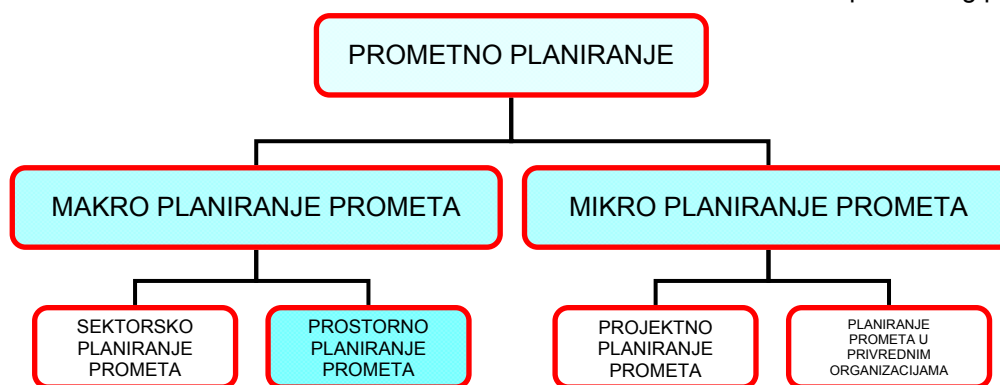 PROMETNO PLANIRANJE
MAKRO PLANIRANJE PROMETA
MIKRO PLANIRANJE PROMETA
SEKTORSKO
PLANIRANJE
PROMETA
PROSTORNO
PLANIRANJE
PROMETA
PROJEKTNO
PLANIRANJE
PROMETA
PLANIRANJE
PROMETA U
PRIVREDNIM
ORGANIZACIJAMA